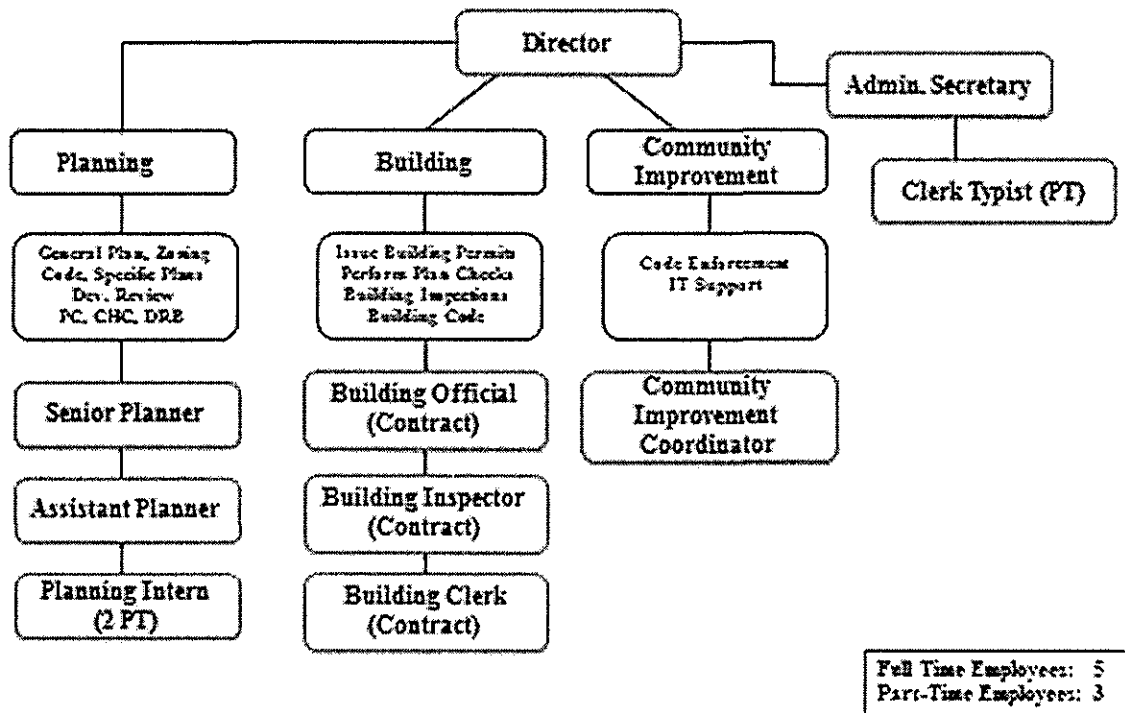 Director
Admin. Secretary
Clerk Typist (PT)
Planning
General Plan, Zoning
Code, Specific Plans
Dev. Review
PC, CHC, DRB
Senior Planner
Assistant Planner
Planning Intern
(2 PT)
Building
Issue Building Permits
Perform Plan Checks
Building Inspections
Building Code
Building Official
(Contract)
Building Inspector
(Contract)
Building Clerk
(Contract)
Community
Improvement
Code Enforcement
IT Support
Community
Improvement
Coordinator
Full Time Employees: 5
Part-Time Employees: 3